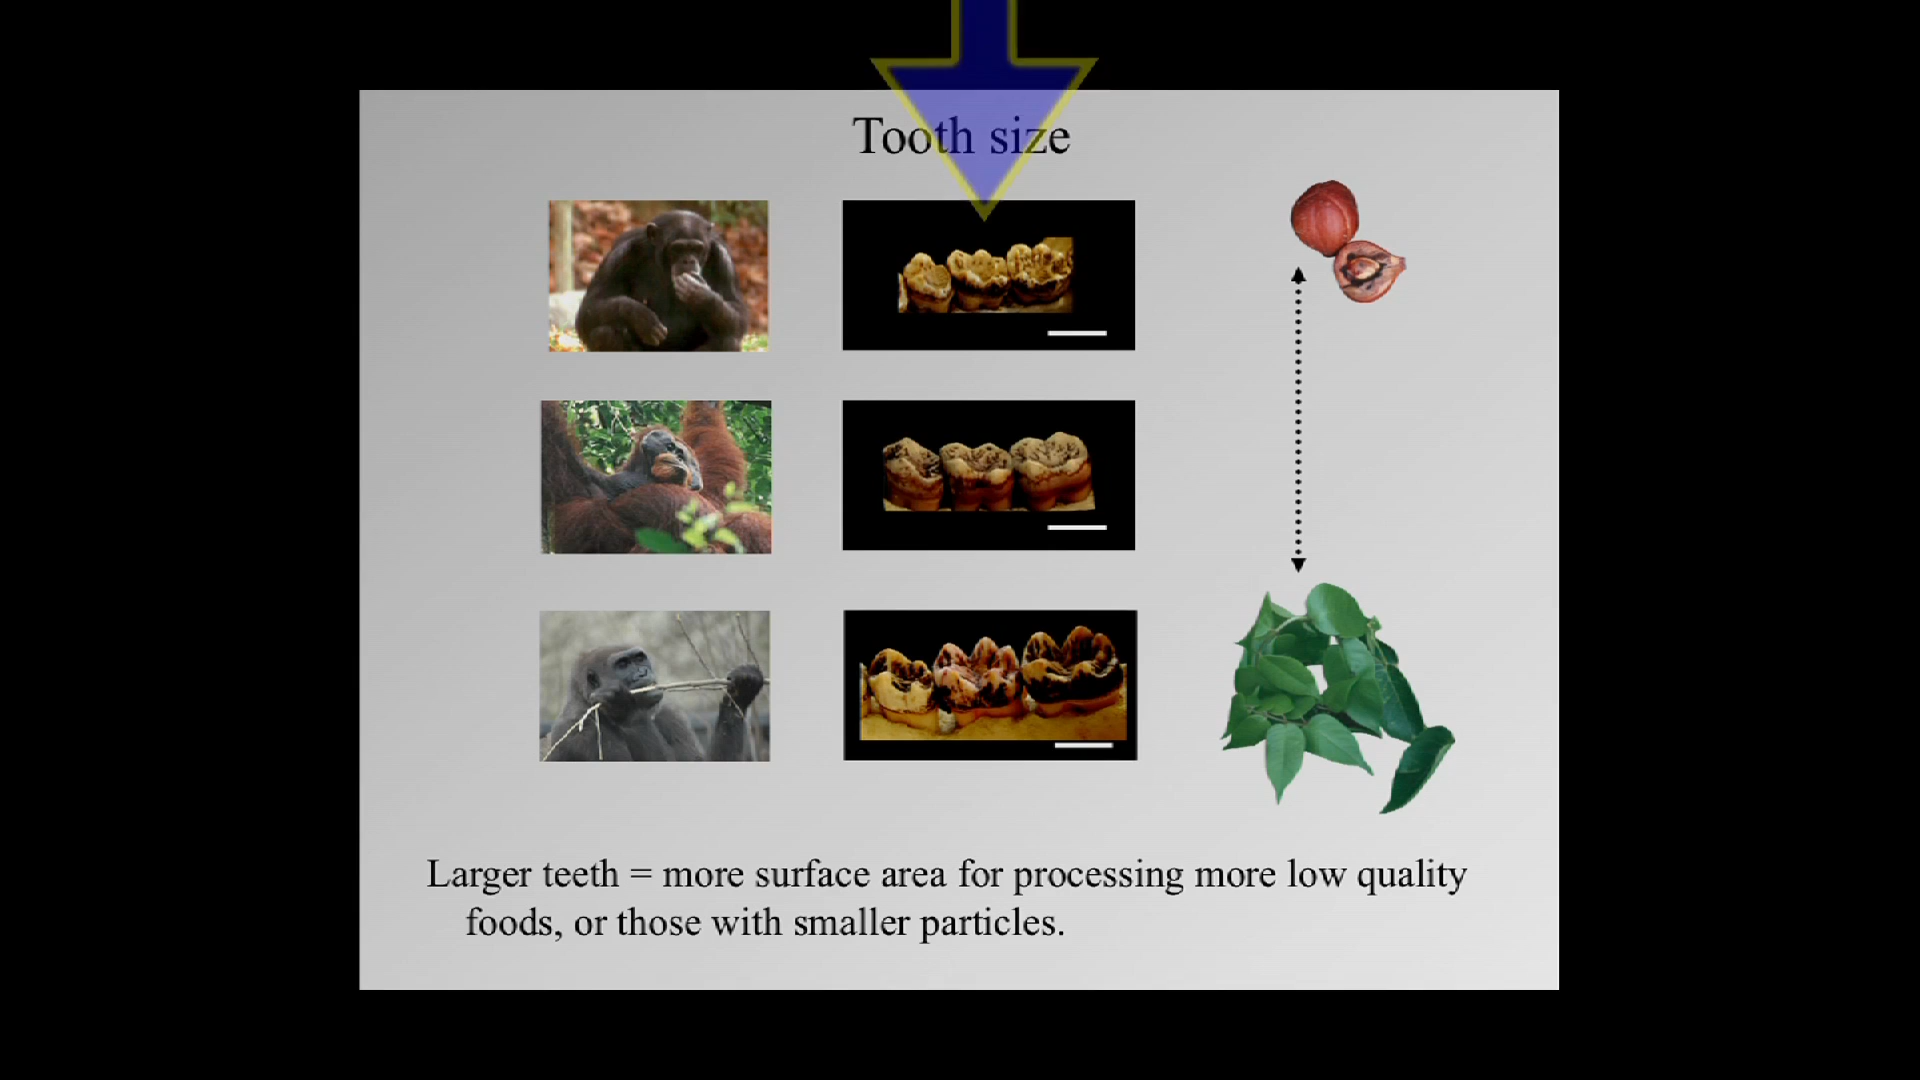 Tooth size
Larger teeth = more surface area for processing more low quality
foods, or those with smaller particles.